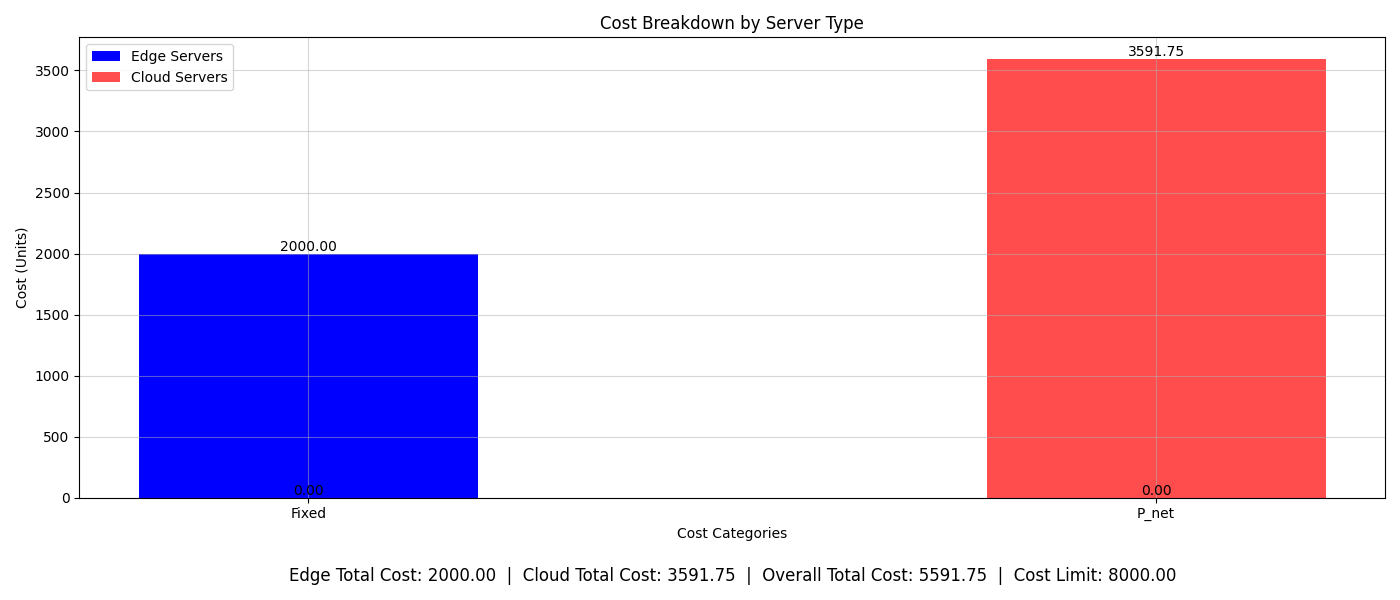 Cost Breakdown by Server Type
Edge Servers
Cloud Servers
3591.75
3500
3000
2500
2000
1500
1000
500
0
Cost (Units)
2000.00
0.00
0.00
Fixed
P_net
Cost Categories
Edge Total Cost: 2000.00 | Cloud Total Cost: 3591.75 | Overall Total Cost: 5591.75 | Cost Limit: 8000.00